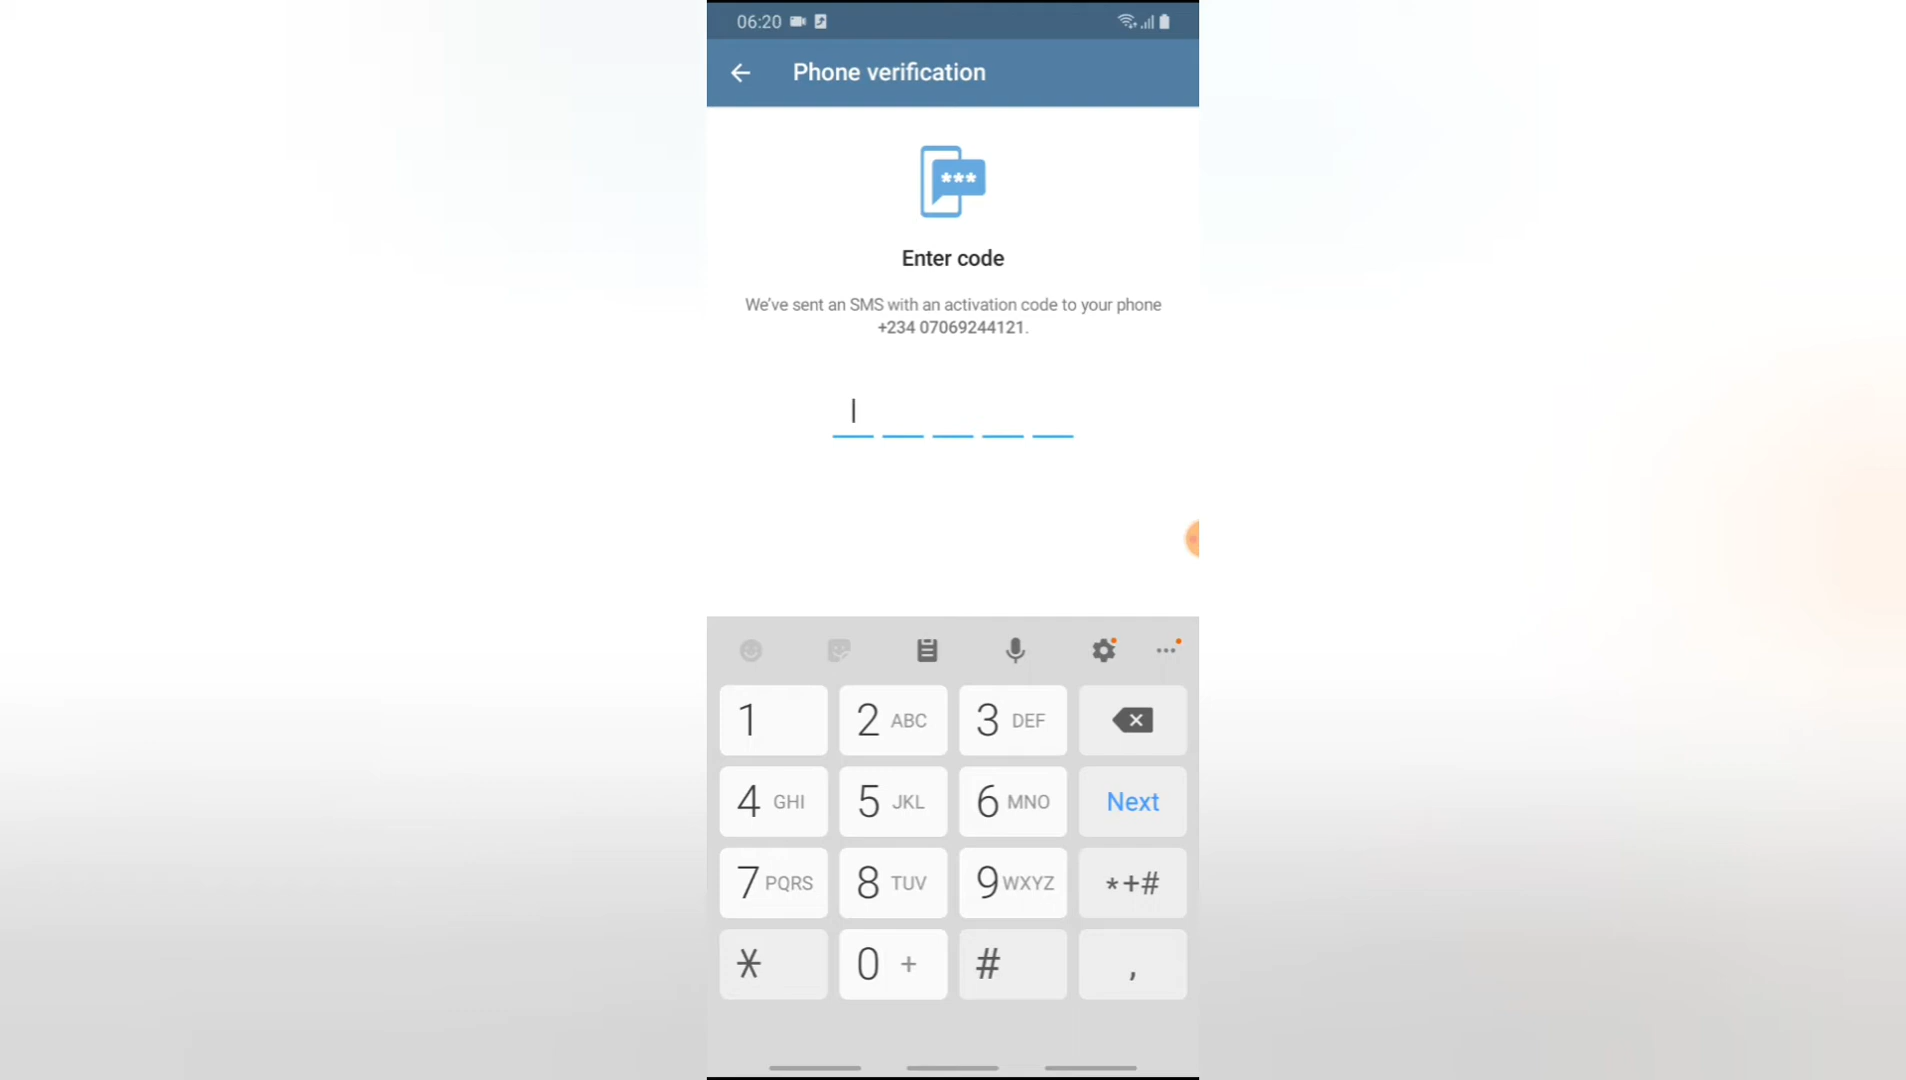 06:20
Phone verification
***
Enter code
We've sent an SMS with an activation code to your phone
+234 07069244121.
1 2 ABC 3 DEF
4 GHI 5 JKL 6 MNO Next
7 PQRS 8 TUV 9 WXYZ *+#
* 0 + # ,